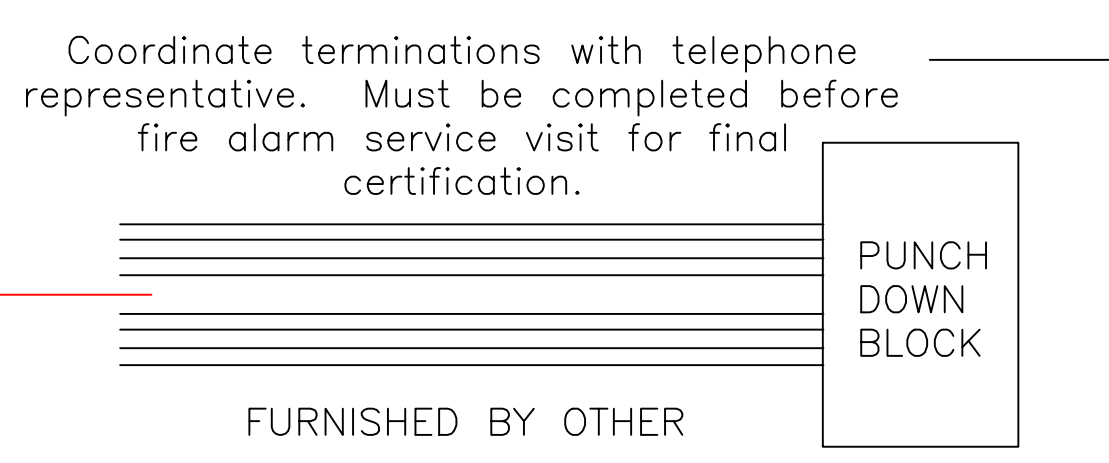 Coordinate terminations with telephone
representative. Must be completed before
fire alarm service visit for final
certification.
PUNCH
DOWN
BLOCK
FURNISHED BY OTHER